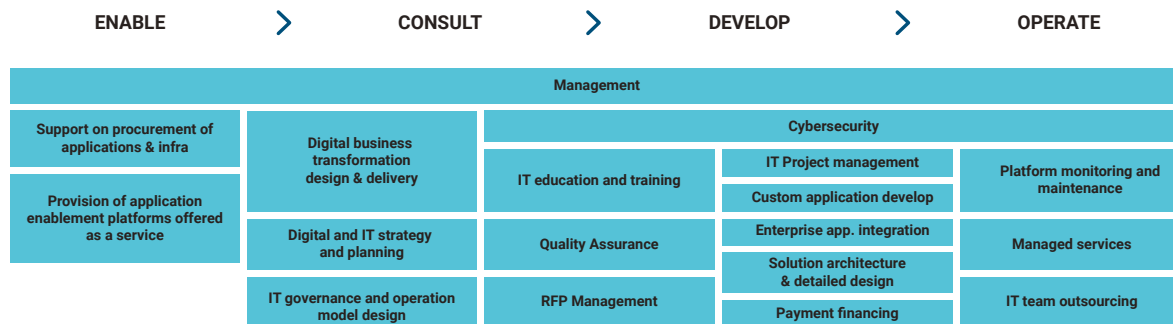 ENABLE
CONSULT
DEVELOP
OPERATE
Management
Support on procurement of
applications & infra
Provision of application
enablement platforms offered
as a service
Digital business
transformation
design & delivery
Digital and IT strategy
and planning
IT governance and operation
model design
Cybersecurity
IT education and training
Quality Assurance
RFP Management
IT Project management
Custom application develop
Enterprise app. integration
Solution architecture
& detailed design
Payment financing
Platform monitoring and
maintenance
Managed services
IT team outsourcing